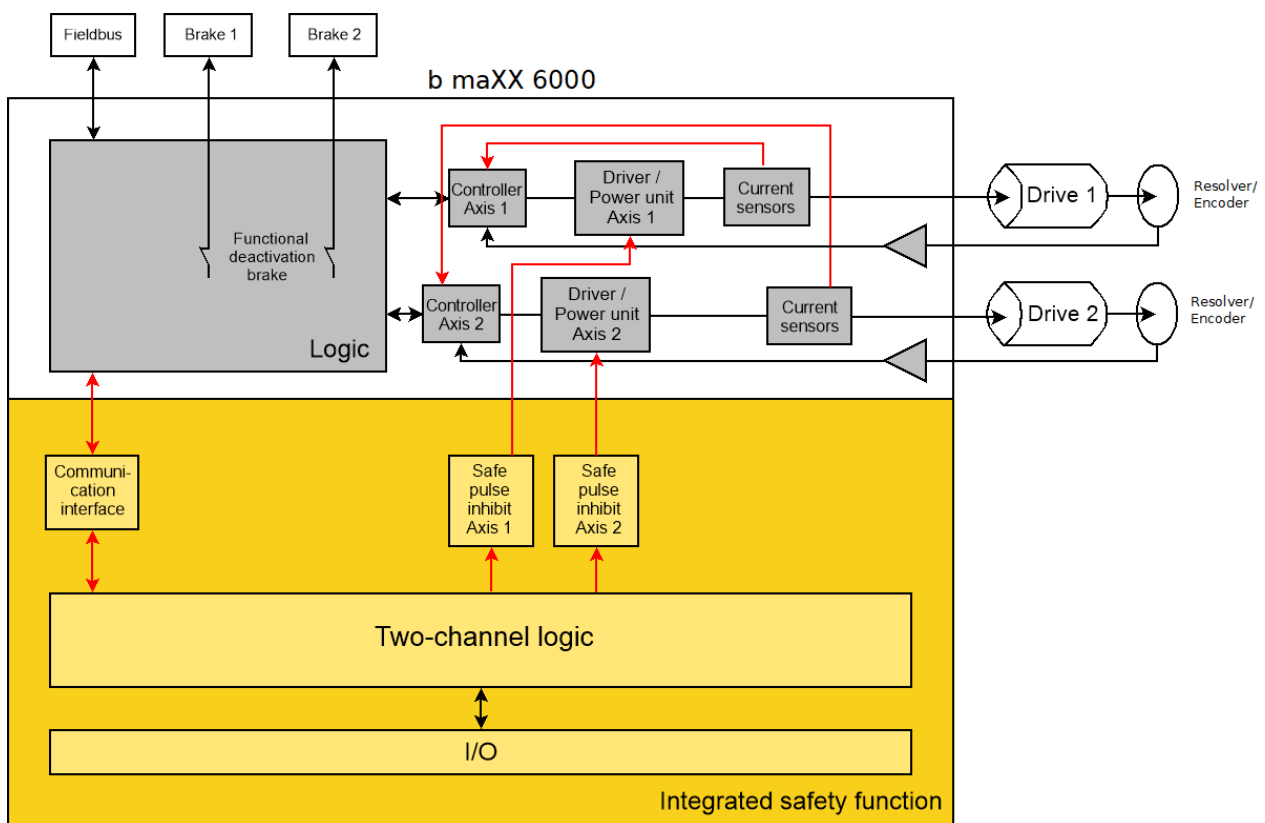 Fieldbus
Brake 1
Brake 2
b maXX 6000
Controller
Axis 1
Driver /
Power unit
Axis 1
Current
sensors
Drive 1
Resolver/
Encoder
Functional
deactivation
brake
Controller
Axis 2
Driver /
Power unit
Axis 2
Current
sensors
Drive 2
Resolver/
Encoder
Logic
Communi-
cation
interface
Safe
pulse
inhibit
Axis 1
Safe
pulse
inhibit
Axis 2
Two-channel logic
I/O
Integrated safety function